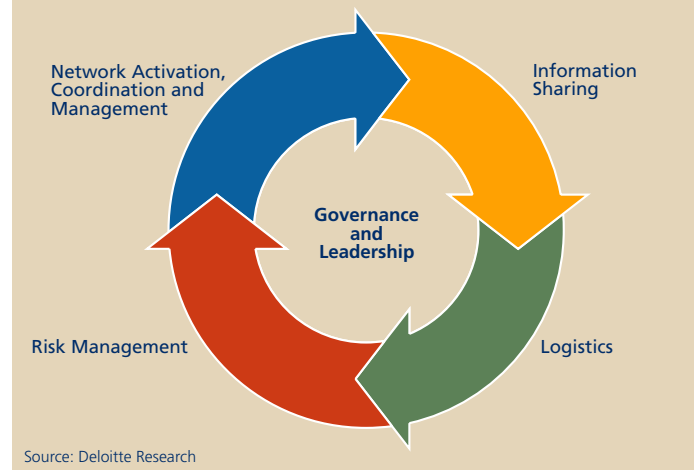 Network Activation,
Coordination and
Management
Information
Sharing
Governance
and
Leadership
Risk Management
Logistics
Source: Deloitte Research